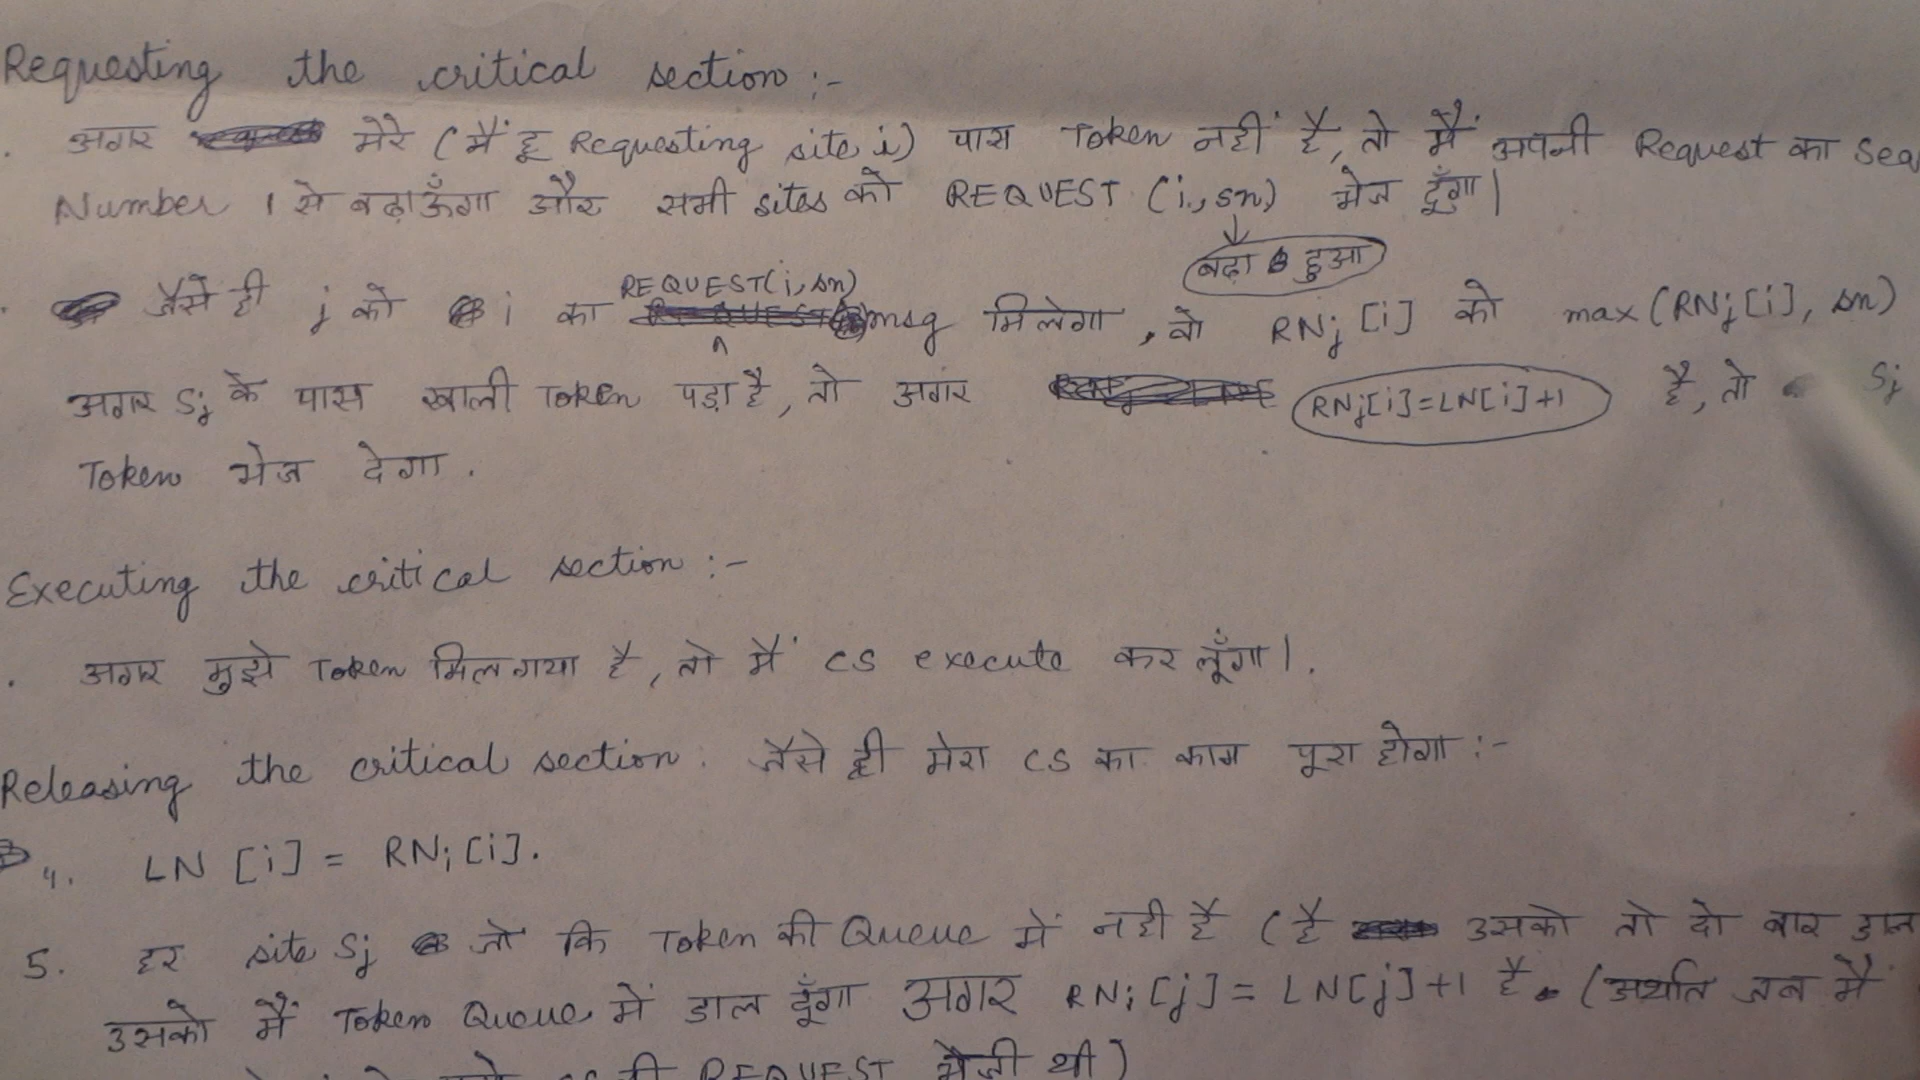 Requesting the critical section :-
. अगर मेरे (मैं हू Requesting site i) पास Token नहीं है, तो मैं अपनी Request का
Number 1 से बढ़ाऊँगा और सभी sites को REQUEST (i, sn) भेज दूँगा।
बढ़ा हुआ
REQUEST(i, sn)
. जैसे ही j को i का msg मिलेगा, वो RNj [i] को max (RNj[i], sn)
अगर Sj के पास खाली Token पड़ा है, तो अगर RNj[i]=LN[i]+1 है, तो Sj
Token भेज देगा.
Executing the critical section :-
. अगर मुझे Token मिल गया है, तो मैं CS execute कर लूँगा।.
Releasing the critical section: जैसे ही मेरा CS का काम पूरा होगा :-
4. LN [i] = RNi[i].
5. हर site Sj जो कि Token की Queue में नही है (है उसको तो दो बार
उसको मैं Token Queue में डाल दूँगा अगर RNi[j] = LN[j]+1 है. (अर्थात जब मैं
REQUEST भेजी थी)